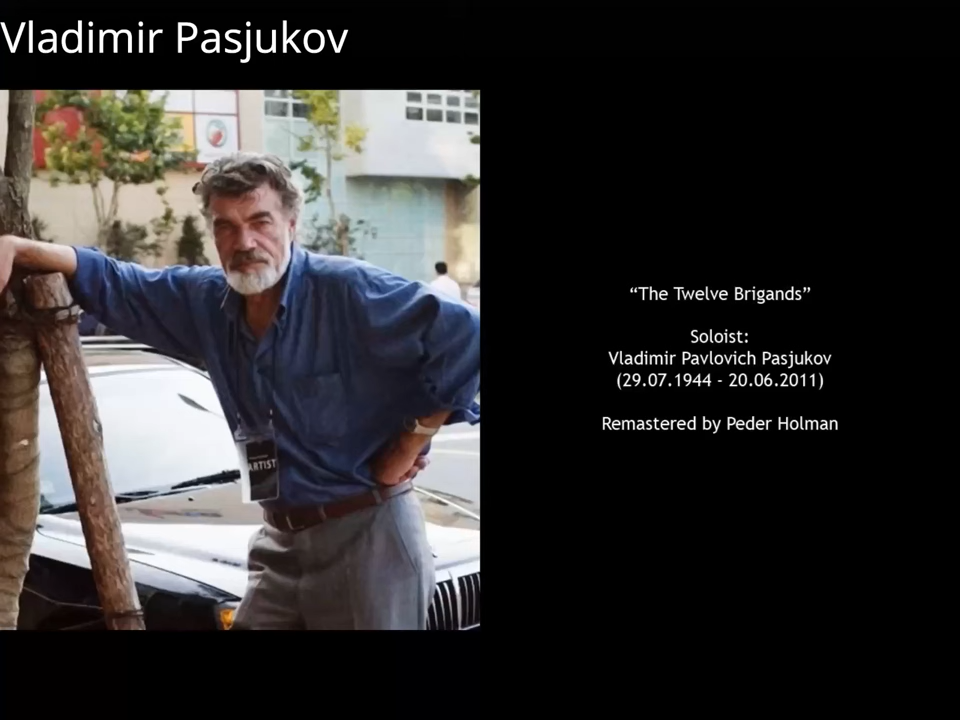 Vladimir Pasjukov
ARTIST
“The Twelve Brigands”
Soloist:
Vladimir Pavlovich Pasjukov
(29.07.1944 - 20.06.2011)
Remastered by Peder Holman